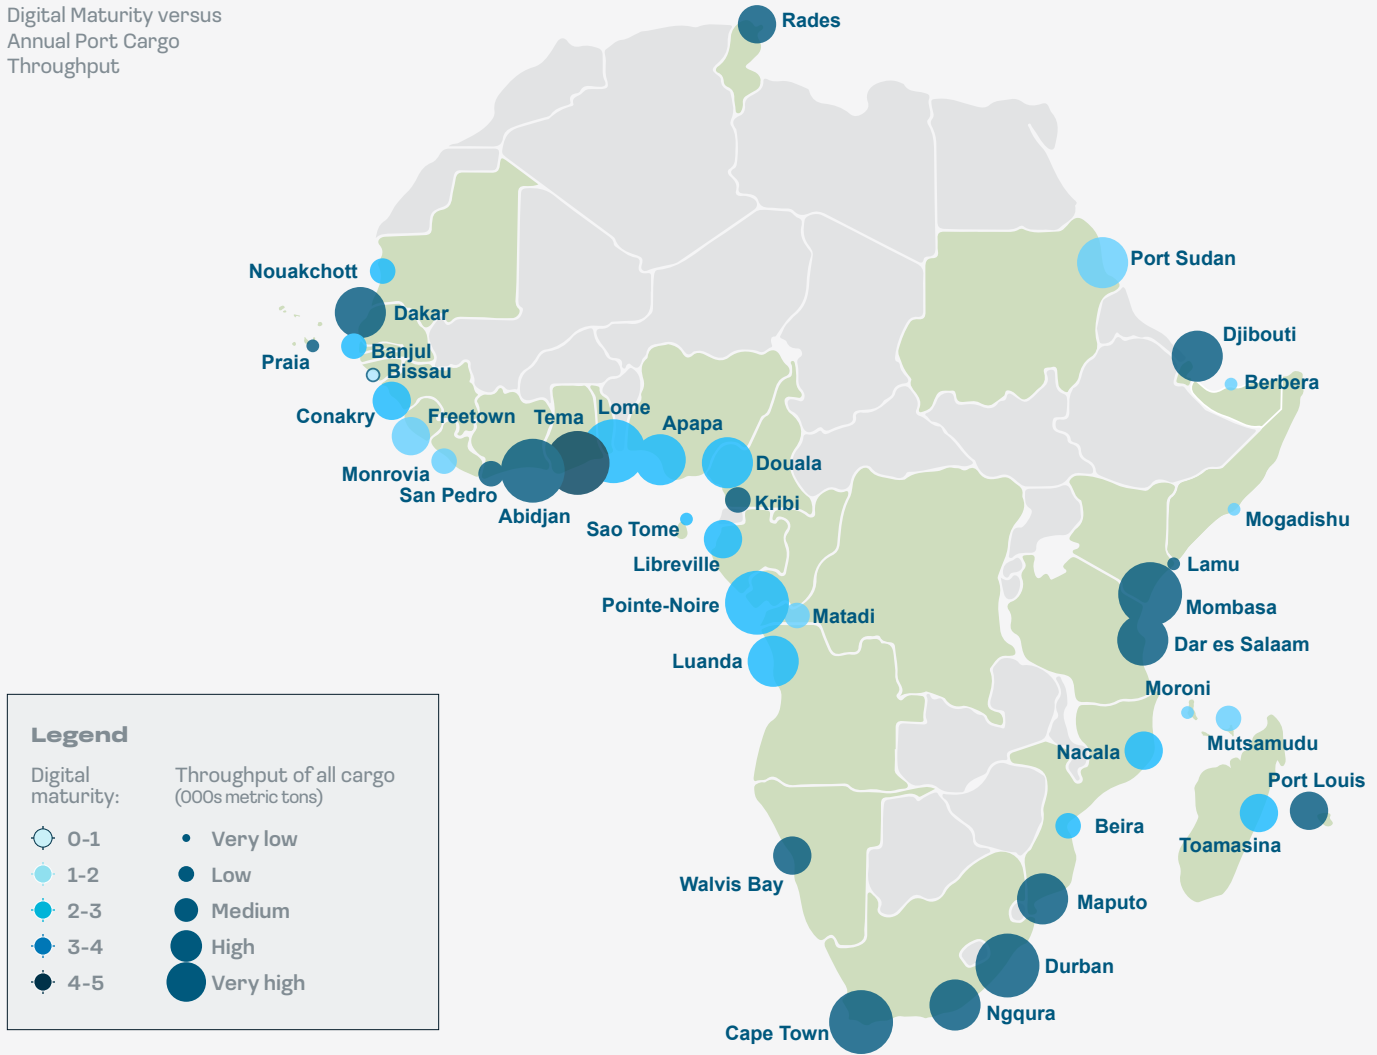 Digital Maturity versus
Annual Port Cargo
Throughput
Rades
Port Sudan
Nouakchott
Dakar
Djibouti
Praia
Banjul
Bissau
Berbera
Conakry
Freetown
Tema
Lome
Apapa
Monrovia
San Pedro
Abidjan
Douala
Kribi
Sao Tome
Mogadishu
Libreville
Lamu
Pointe-Noire
Matadi
Mombasa
Luanda
Dar es Salaam
Moroni
Mutsamudu
Nacala
Port Louis
Beira
Toamasina
Walvis Bay
Maputo
Durban
Ngqura
Cape Town
Legend
Digital
maturity:
0-1
1-2
2-3
3-4
4-5
Throughput of all cargo
(000s metric tons)
Very low
Low
Medium
High
Very high